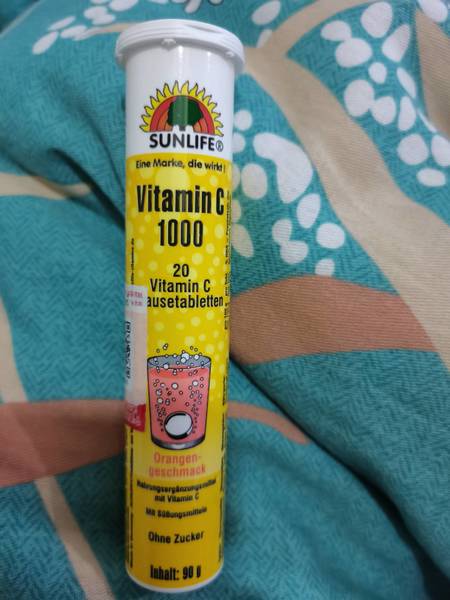 SUNLIFE®
Eine Marke, die wirkt!
Vitamin C
1000
20
Vitamin C
ausetabletten
Orangen-
geschmack
Nahrungsergänzungsmittel
mit Vitamin C
Mit Süßungsmitteln
Ohne Zucker
Inhalt: 90 g